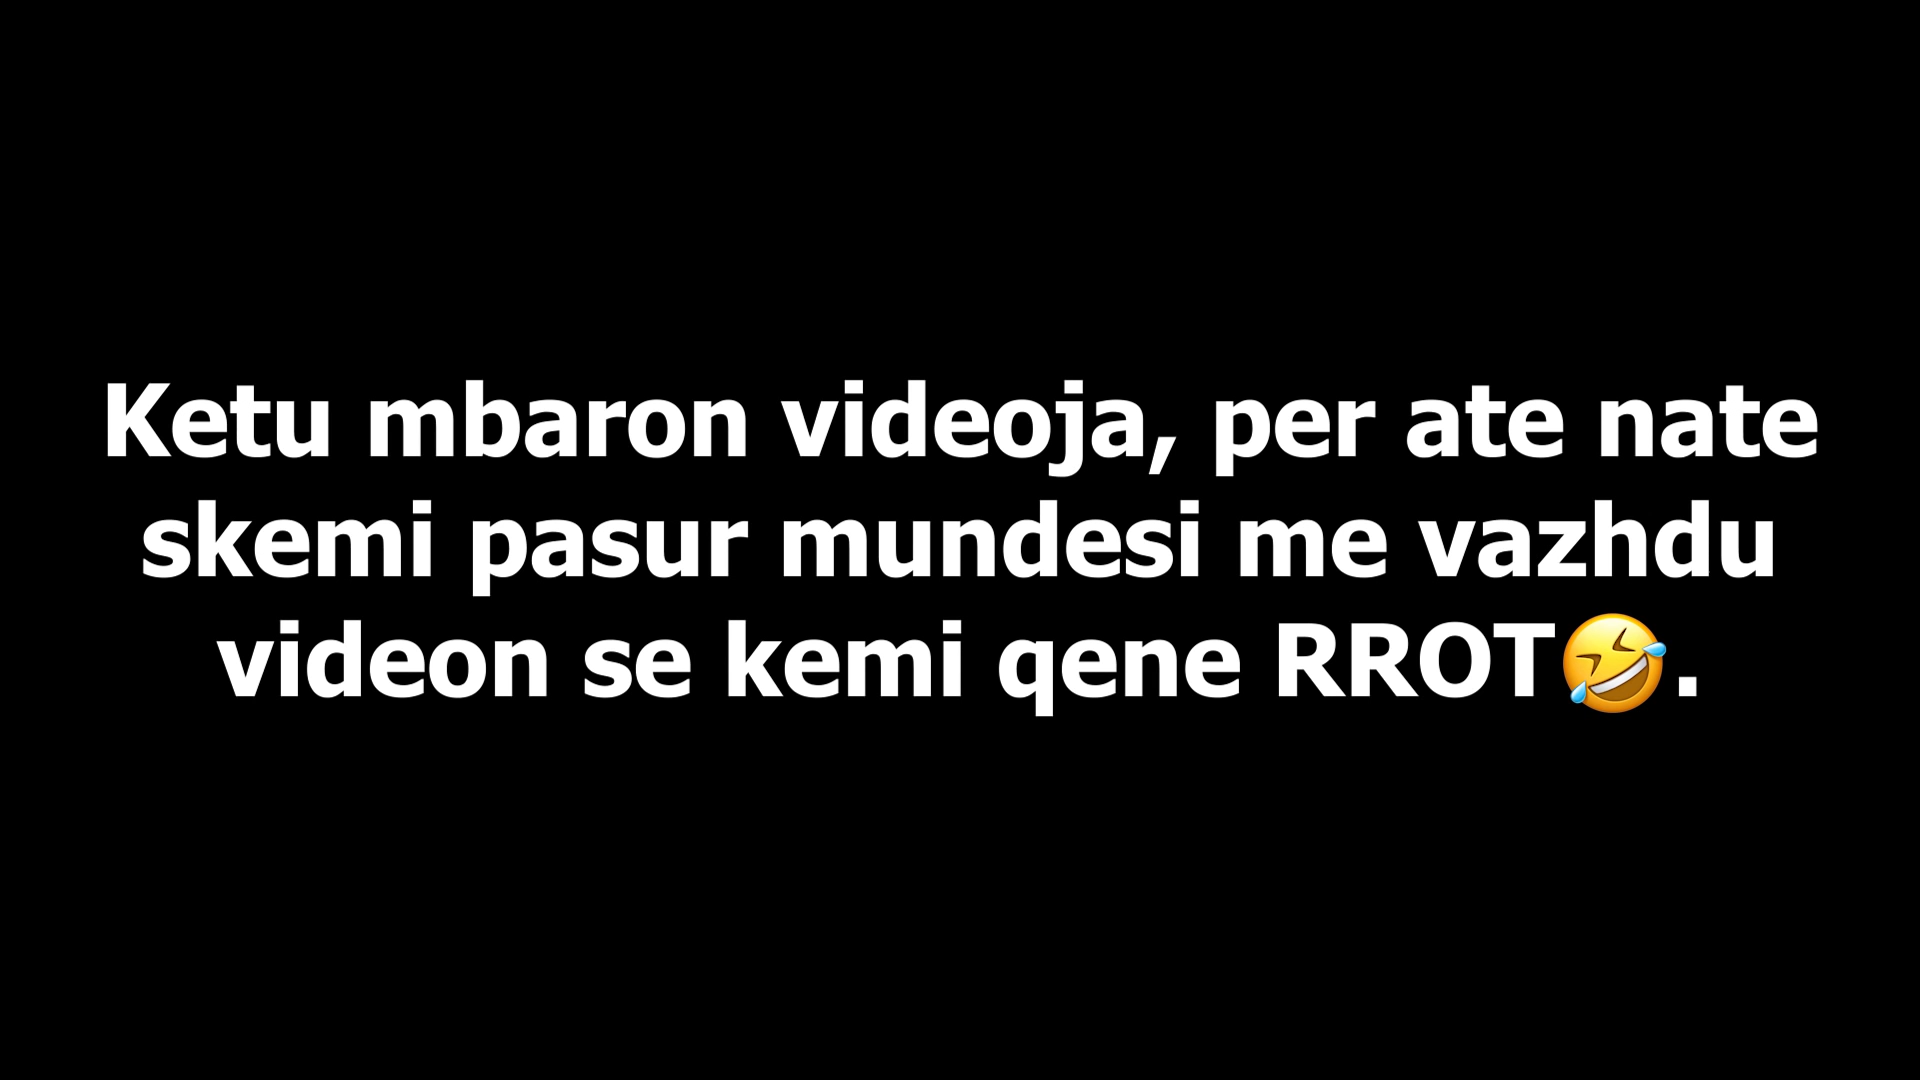 Ketu mbaron videoja, per ate nate
skemi pasur mundesi me vazhdu
videon se kemi qene RROT🤣.